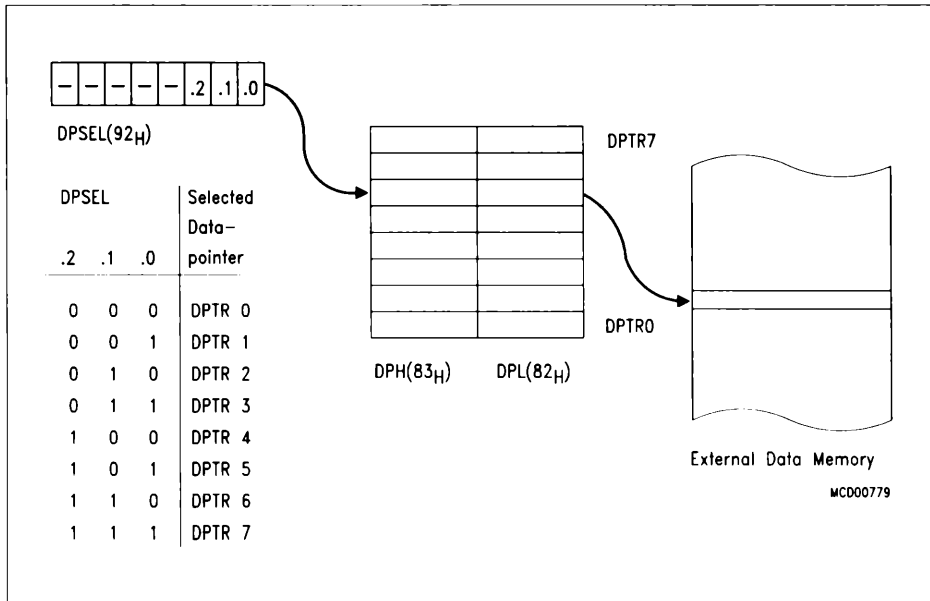 – – – – – .2 .1 .0
DPSEL(92H)
DPSEL Selected
Data–
.2 .1 .0 pointer
0 0 0 DPTR 0
0 0 1 DPTR 1
0 1 0 DPTR 2
0 1 1 DPTR 3
1 0 0 DPTR 4
1 0 1 DPTR 5
1 1 0 DPTR 6
1 1 1 DPTR 7
DPTR7
DPTR0
DPH(83H) DPL(82H)
External Data Memory
MCD00779